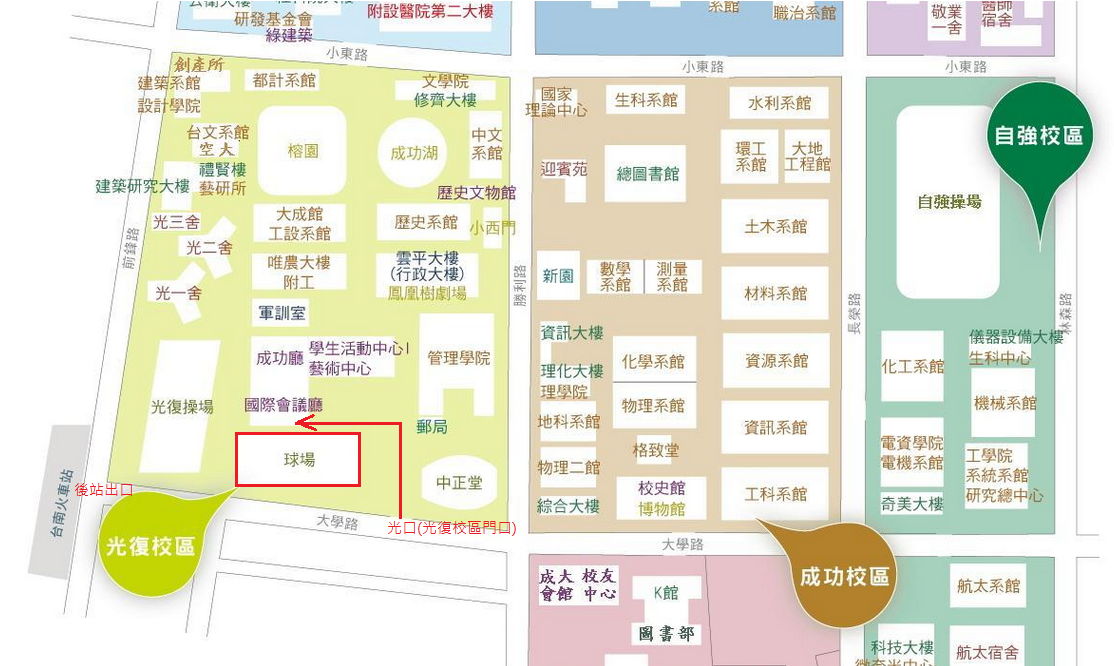 研發基金會
綠建築
附設醫院第二大樓
系館
職治系館
敬業
一舍
醫師
宿舍
小東路
小東路
小東路
創產所
建築系館
設計學院
都計系館
文學院
修齊大樓
台文系館
空大
榕園
成功湖
中文
系館
禮賢樓
藝研所
建築研究大樓
歷史文物館
光三舍
大成館
工設系館
歷史系館
小西門
光二舍
前鋒路
唯農大樓
附工
雲平大樓
(行政大樓)
鳳凰樹劇場
光一舍
軍訓室
勝利路
成功廳
學生活動中心I
藝術中心
管理學院
光復操場
國際會議廳
郵局
球場
中正堂
台南火車站
後站出口
大學路
光口(光復校區門口)
光復校區
國家
理論中心
生科系館
水利系館
環工
系館
大地
工程館
迎賓苑
總圖書館
土木系館
新園
數學
系館
測量
系館
材料系館
資訊大樓
理化大樓
理學院
化學系館
資源系館
地科系館
物理系館
資訊系館
格致堂
物理二館
校史館
博物館
工科系館
綜合大樓
大學路
成功校區
長榮路
自強校區
自強操場
林森路
儀器設備大樓
生科中心
化工系館
機械系館
電資學院
電機系館
工學院
系統系館
研究總中心
奇美大樓
成大 校友
會館 中心
K館
圖書部
航太系館
科技大樓
航太宿舍